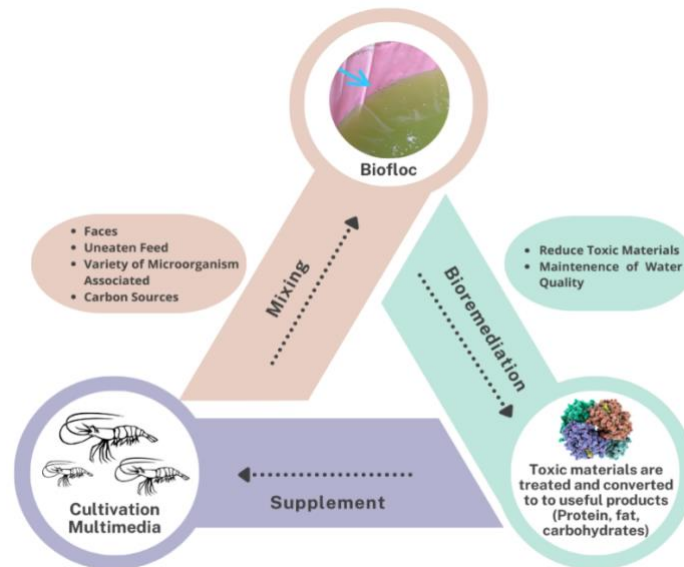 Biofloc
• Faces
• Uneaten Feed
• Variety of Microorganism
Associated
• Carbon Sources
Mixing
Bioremediation
• Reduce Toxic Materials
• Maintenence of Water
Quality
Cultivation
Multimedia
Supplement
Toxic materials are
treated and converted
to to useful products
(Protein, fat,
carbohydrates)